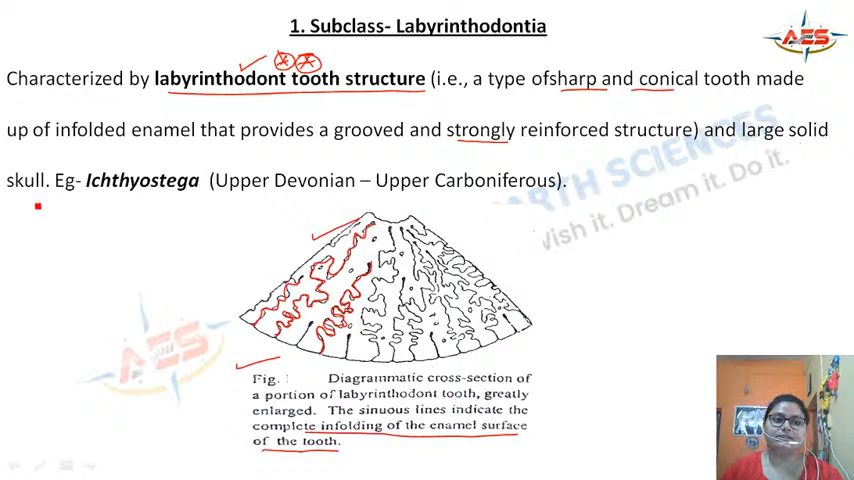 1. Subclass- Labyrinthodontia
AES
Characterized by labyrinthodont tooth structure (i.e., a type ofsharp and conical tooth made
up of infolded enamel that provides a grooved and strongly reinforced structure) and large solid
skull. Eg- Ichthyostega (Upper Devonian – Upper Carboniferous).
RTH SCIENCES
Wish it. Dream it. Do it.
AES
Fig. Diagrammatic cross-section of
a portion of labyrinthodont tooth, greatly
enlarged. The sinuous lines indicate the
complete infolding of the enamel surface
of the tooth.